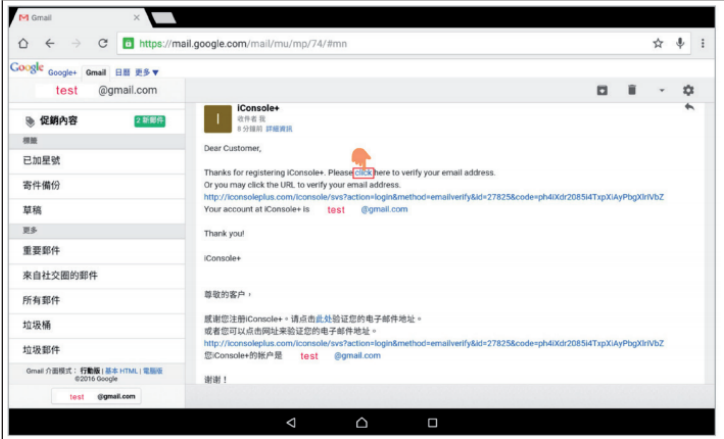 Gmail
https://mail.google.com/mail/mu/mp/74/#mn
Google Google+ Gmail 日曆 更多▼
test @gmail.com
促銷內容 2 新郵件
標籤
已加星號
寄件備份
草稿
更多
重要郵件
來自社交圈的郵件
所有郵件
垃圾桶
垃圾郵件
Gmail 介面模式： 行動版 | 基本 HTML | 電腦版
©2016 Google
test @gmail.com
I
iConsole+
收件者 我
8 分鐘前 詳細資訊
Dear Customer,
Thanks for registering iConsole+. Please click here to verify your email address.
Or you may click the URL to verify your email address.
http://iconsoleplus.com/iconsole/svs?action=login&method=emailverify&id=27825&code=ph4iXdr2085I4TxpXiAyPbgXlrIVbZ
Your account at iConsole+ is test @gmail.com
Thank you!
iConsole+
尊敬的客户，
感谢您注册iConsole+。请点击此处验证您的电子邮件地址。
或者您可以点击网址来验证您的电子邮件地址。
http://iconsoleplus.com/iconsole/svs?action=login&method=emailverify&id=27825&code=ph4iXdr2085I4TxpXiAyPbgXlrIVbZ
您iConsole+的账户是 test @gmail.com
谢谢！